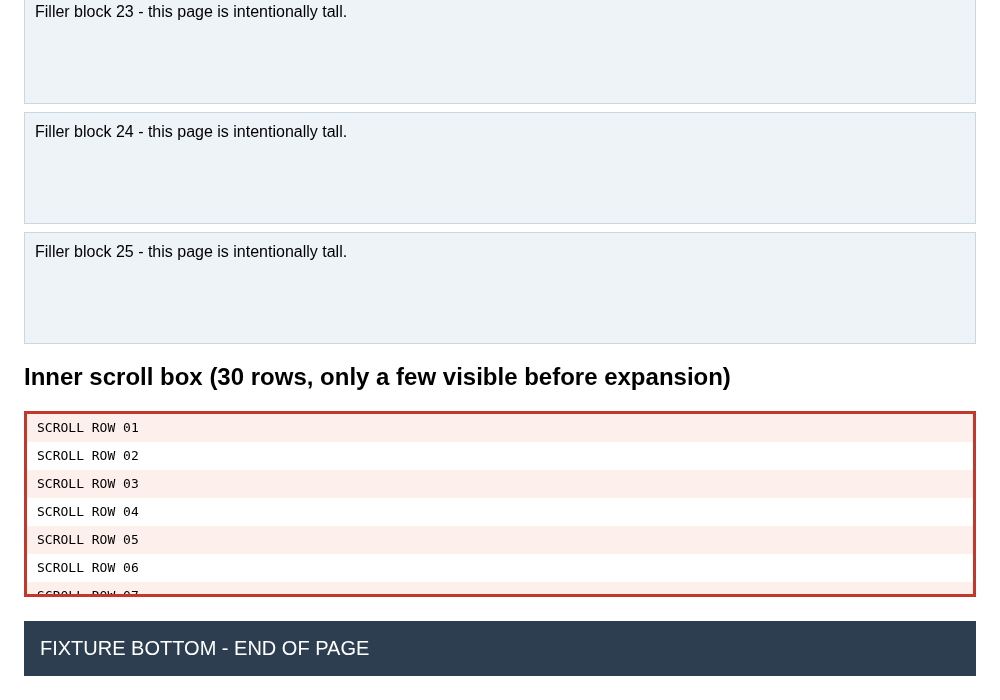 Filler block 23 - this page is intentionally tall.
Filler block 24 - this page is intentionally tall.
Filler block 25 - this page is intentionally tall.
Inner scroll box (30 rows, only a few visible before expansion)
SCROLL ROW 01
SCROLL ROW 02
SCROLL ROW 03
SCROLL ROW 04
SCROLL ROW 05
SCROLL ROW 06
SCROLL ROW 07
FIXTURE BOTTOM - END OF PAGE